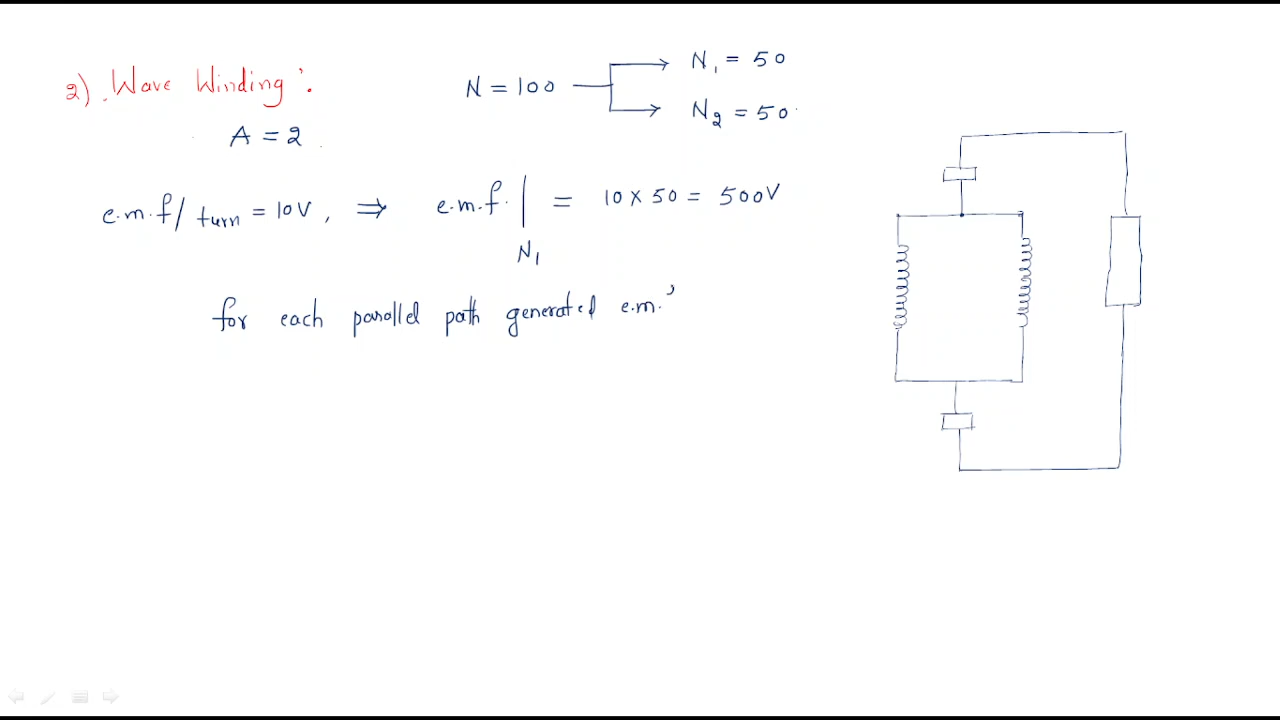 2) Wave Winding :
A = 2
N = 100
N₁ = 50
N₂ = 50
e.m.f/turn = 10V, ⇒ e.m.f.|N₁ = 10 × 50 = 500V
for each parallel path generated e.m.